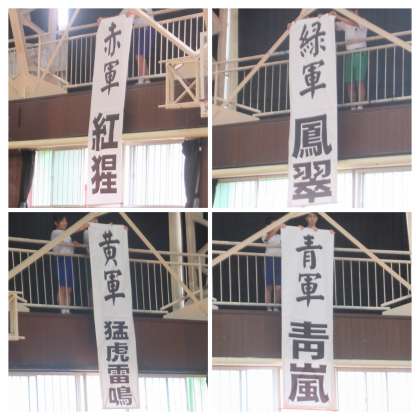 赤軍 紅猩
緑軍 鳳翠
黄軍 猛虎雷鳴
青軍 青嵐